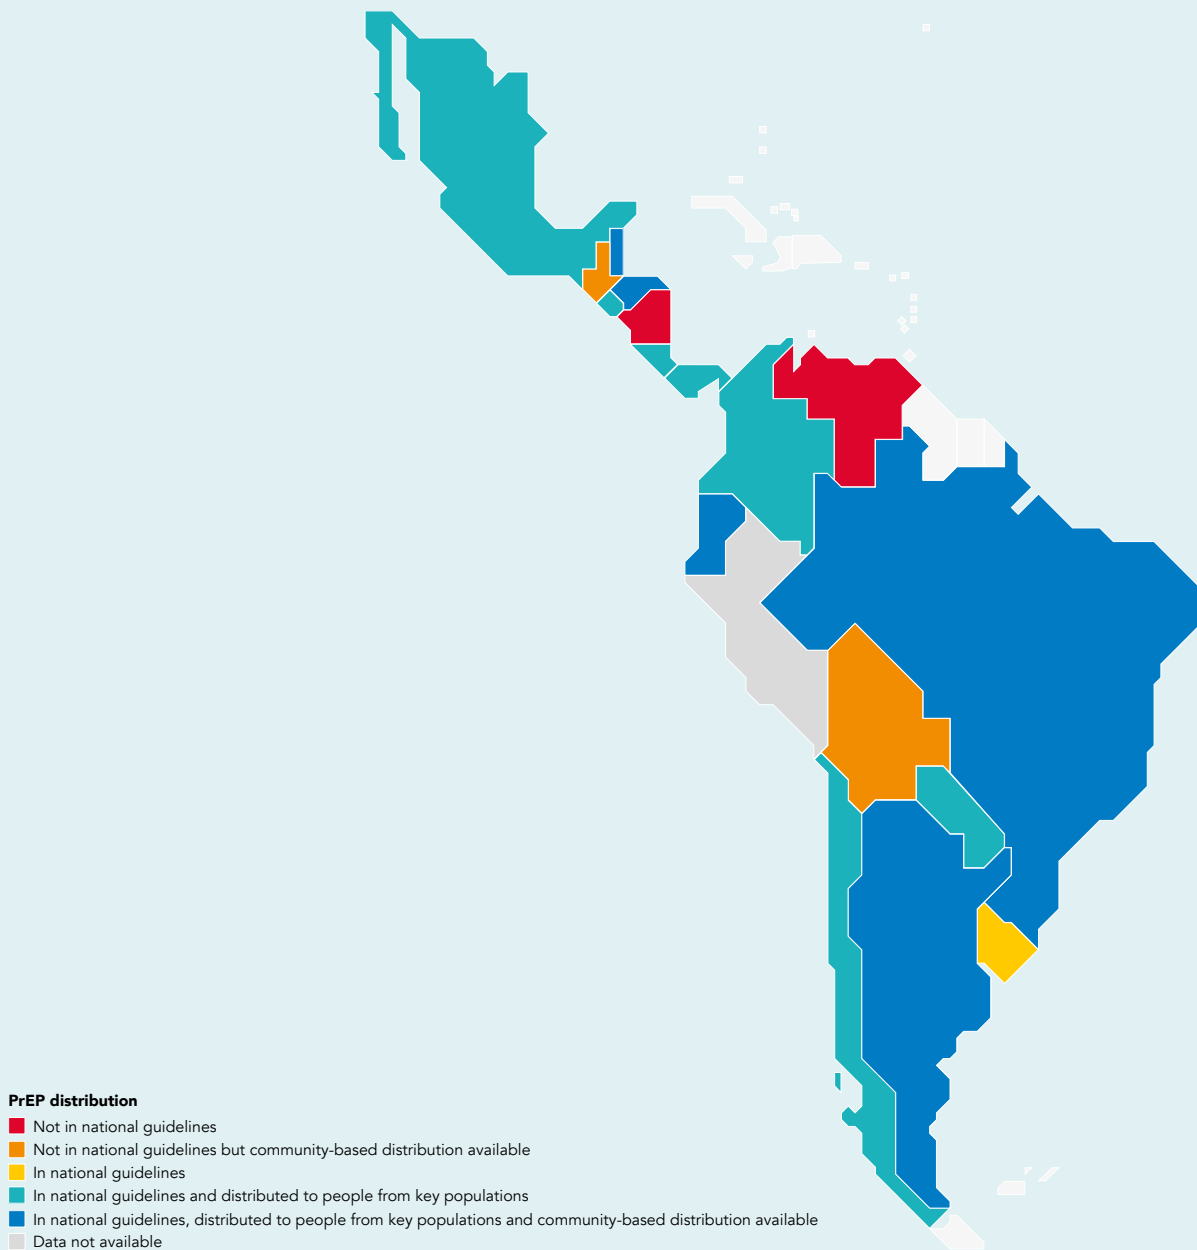 PrEP distribution
Not in national guidelines
Not in national guidelines but community-based distribution available
In national guidelines
In national guidelines and distributed to people from key populations
In national guidelines, distributed to people from key populations and community-based distribution available
Data not available